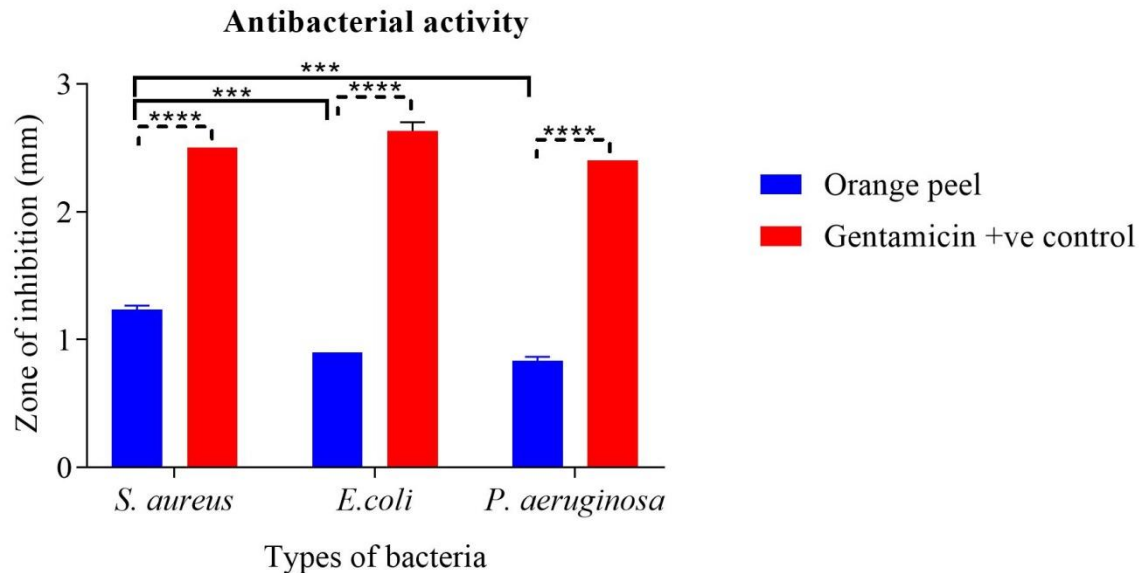 Antibacterial activity
***
***
****
****
****
3
2
1
0
Zone of inhibition (mm)
S. aureus
E.coli
P. aeruginosa
Types of bacteria
Orange peel
Gentamicin +ve control